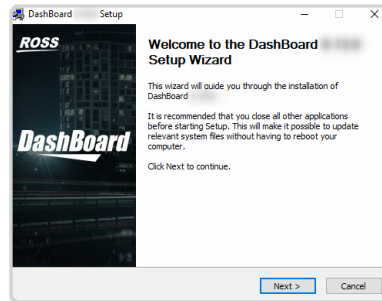 DashBoard Setup
ROSS
DashBoard
Welcome to the DashBoard
Setup Wizard
This wizard will guide you through the installation of
DashBoard
It is recommended that you close all other applications
before starting Setup. This will make it possible to update
relevant system files without having to reboot your
computer.
Click Next to continue.
Next >
Cancel